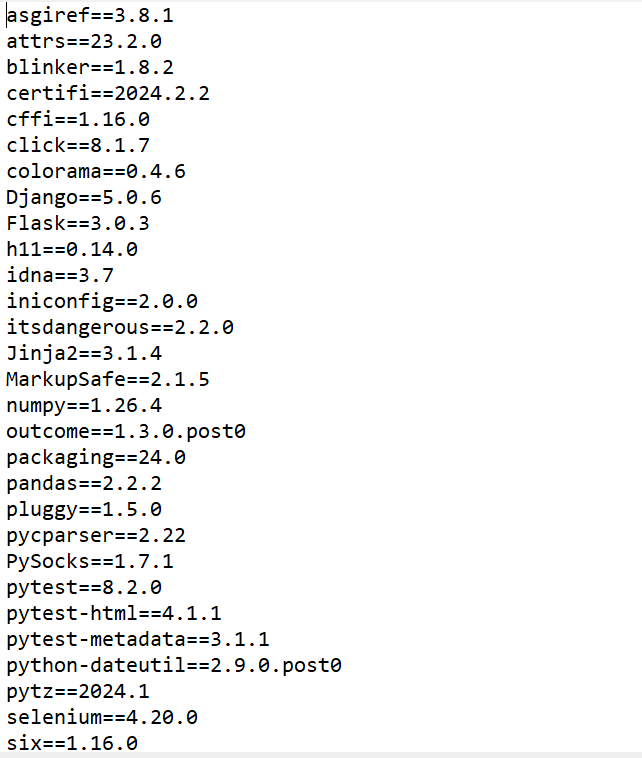 asgiref==3.8.1
attrs==23.2.0
blinker==1.8.2
certifi==2024.2.2
cffi==1.16.0
click==8.1.7
colorama==0.4.6
Django==5.0.6
Flask==3.0.3
h11==0.14.0
idna==3.7
iniconfig==2.0.0
itsdangerous==2.2.0
Jinja2==3.1.4
MarkupSafe==2.1.5
numpy==1.26.4
outcome==1.3.0.post0
packaging==24.0
pandas==2.2.2
pluggy==1.5.0
pycparser==2.22
PySocks==1.7.1
pytest==8.2.0
pytest-html==4.1.1
pytest-metadata==3.1.1
python-dateutil==2.9.0.post0
pytz==2024.1
selenium==4.20.0
six==1.16.0